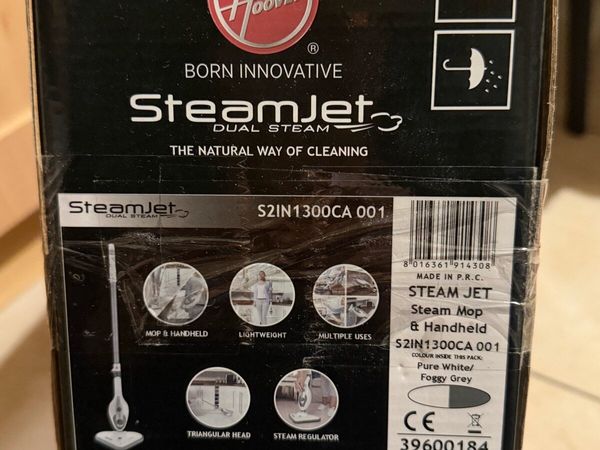 HOOVER
®
BORN INNOVATIVE
SteamJet
DUAL STEAM
THE NATURAL WAY OF CLEANING
SteamJet
DUAL STEAM
S2IN1300CA 001
8 016361 914308
MADE IN P.R.C.
STEAM JET
Steam Mop
& Handheld
S2IN1300CA 001
COLOUR INSIDE THIS PACK:
Pure White/
Foggy Grey
CE
39600184
MOP & HANDHELD
LIGHTWEIGHT
MULTIPLE USES
TRIANGULAR HEAD
STEAM REGULATOR